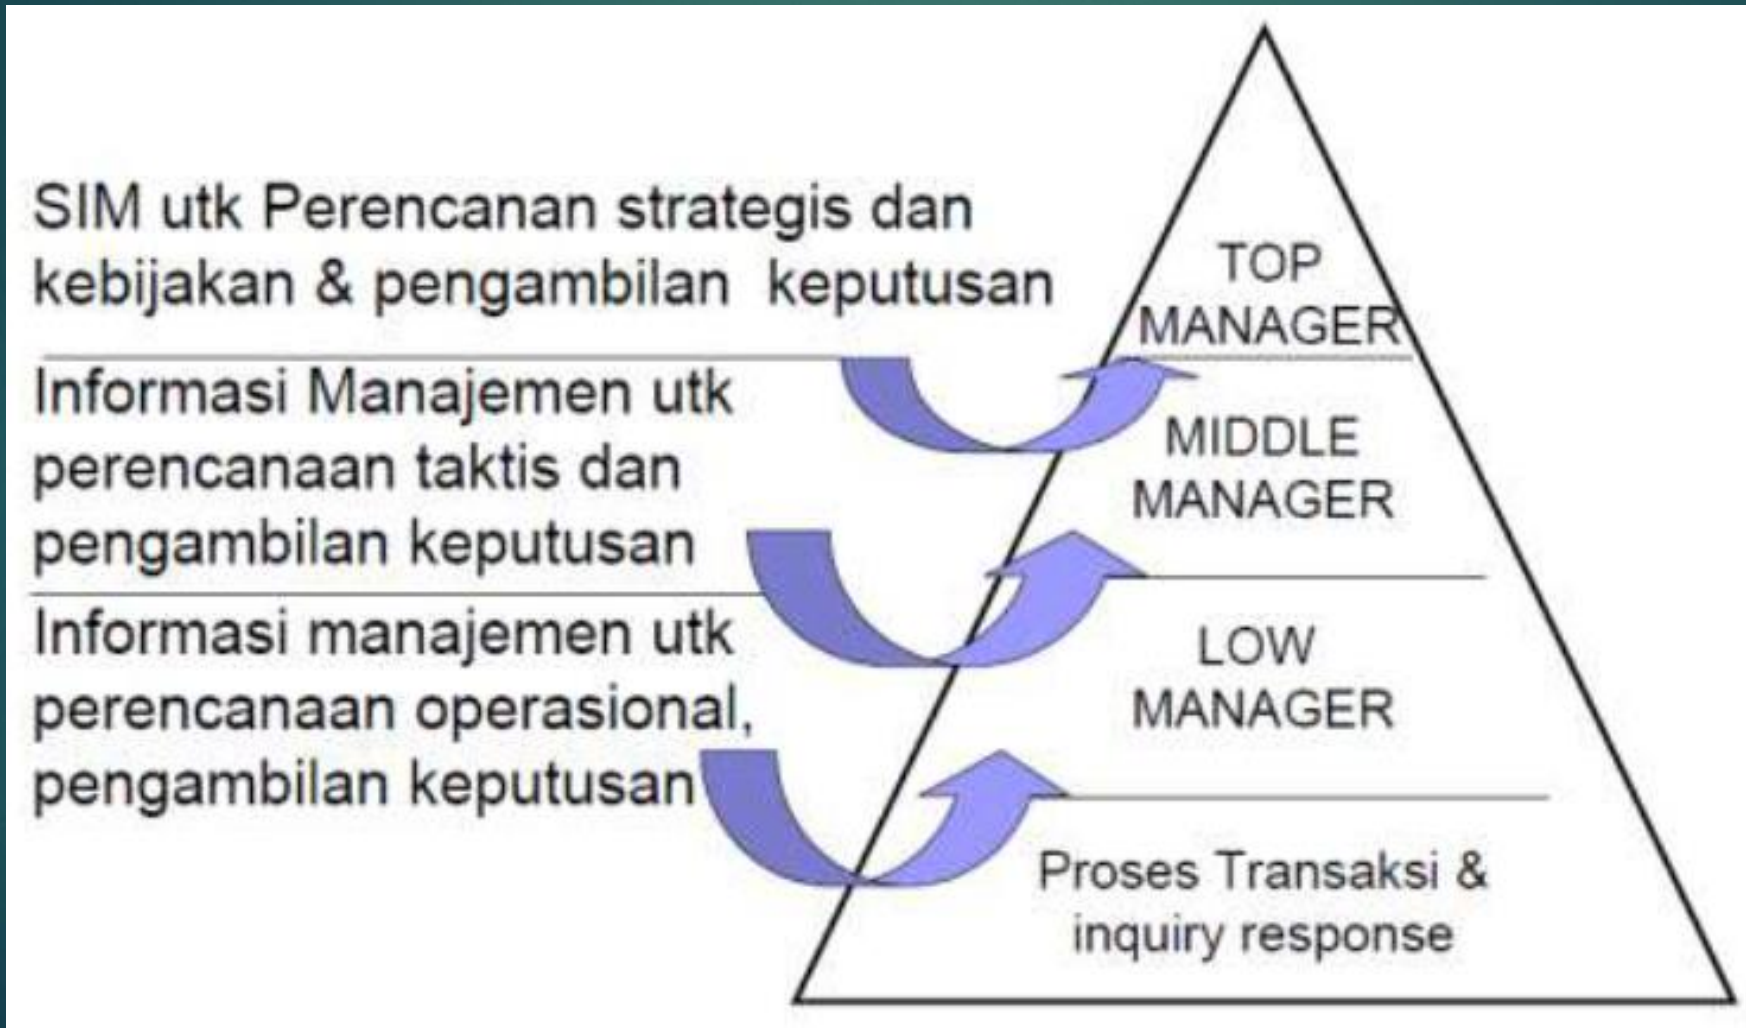 SIM utk Perencanan strategis dan
kebijakan & pengambilan keputusan
Informasi Manajemen utk
perencanaan taktis dan
pengambilan keputusan
Informasi manajemen utk
perencanaan operasional,
pengambilan keputusan
TOP
MANAGER
MIDDLE
MANAGER
LOW
MANAGER
Proses Transaksi &
inquiry response